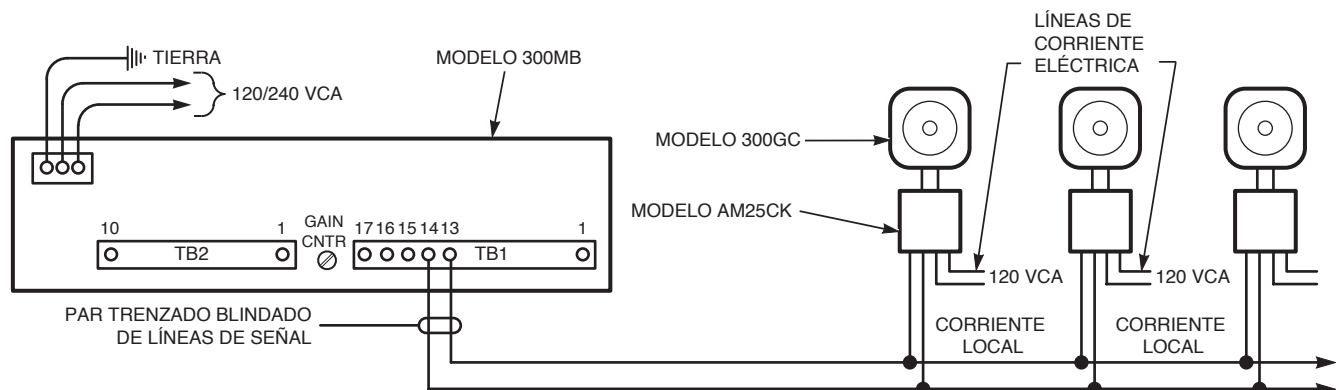 TIERRA
120/240 VCA
MODELO 300MB
LÍNEAS DE
CORRIENTE
ELÉCTRICA
MODELO 300GC
MODELO AM25CK
10
1
TB2
GAIN
CNTR
17 16 15 14 13
1
TB1
120 VCA
120 VCA
PAR TRENZADO BLINDADO
DE LÍNEAS DE SEÑAL
CORRIENTE
LOCAL
CORRIENTE
LOCAL